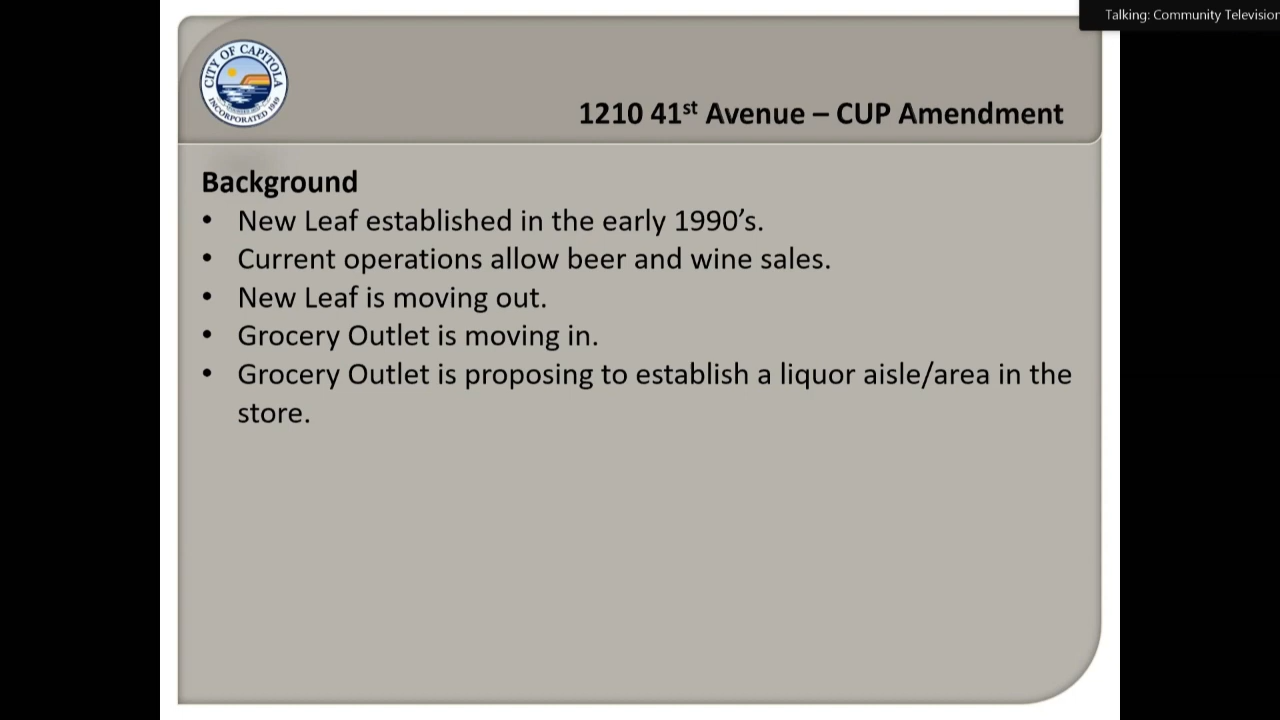 Talking: Community Television
CITY OF CAPITOLA
INCORPORATED 1949
1210 41st Avenue – CUP Amendment
Background
• New Leaf established in the early 1990’s.
• Current operations allow beer and wine sales.
• New Leaf is moving out.
• Grocery Outlet is moving in.
• Grocery Outlet is proposing to establish a liquor aisle/area in the
store.